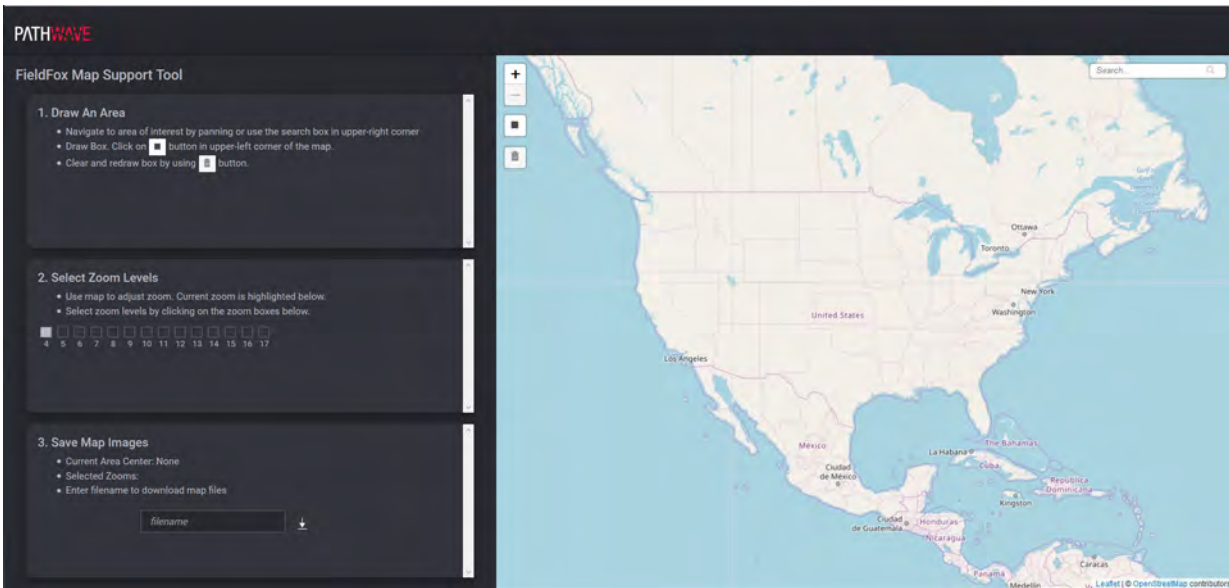 PATHWAVE
FieldFox Map Support Tool
1. Draw An Area
• Navigate to area of interest by panning or use the search box in upper-right corner
• Draw Box. Click on button in upper-left corner of the map.
• Clear and redraw box by using button.
2. Select Zoom Levels
• Use map to adjust zoom. Current zoom is highlighted below.
• Select zoom levels by clicking on the zoom boxes below.
4 5 6 7 8 9 10 11 12 13 14 15 16 17
3. Save Map Images
• Current Area Center: None
• Selected Zooms:
• Enter filename to download map files
filename
+
Search...
Ottawa
Toronto
New York
Washington
United States
Los Angeles
México
Ciudad
de México
La Habana
The Bahamas
Cuba
República
Dominicana
Kingston
Ciudad
de Guatemala
Honduras
Nicaragua
Panamá
Medellín
Caracas
Leaflet | © OpenStreetMap contributors